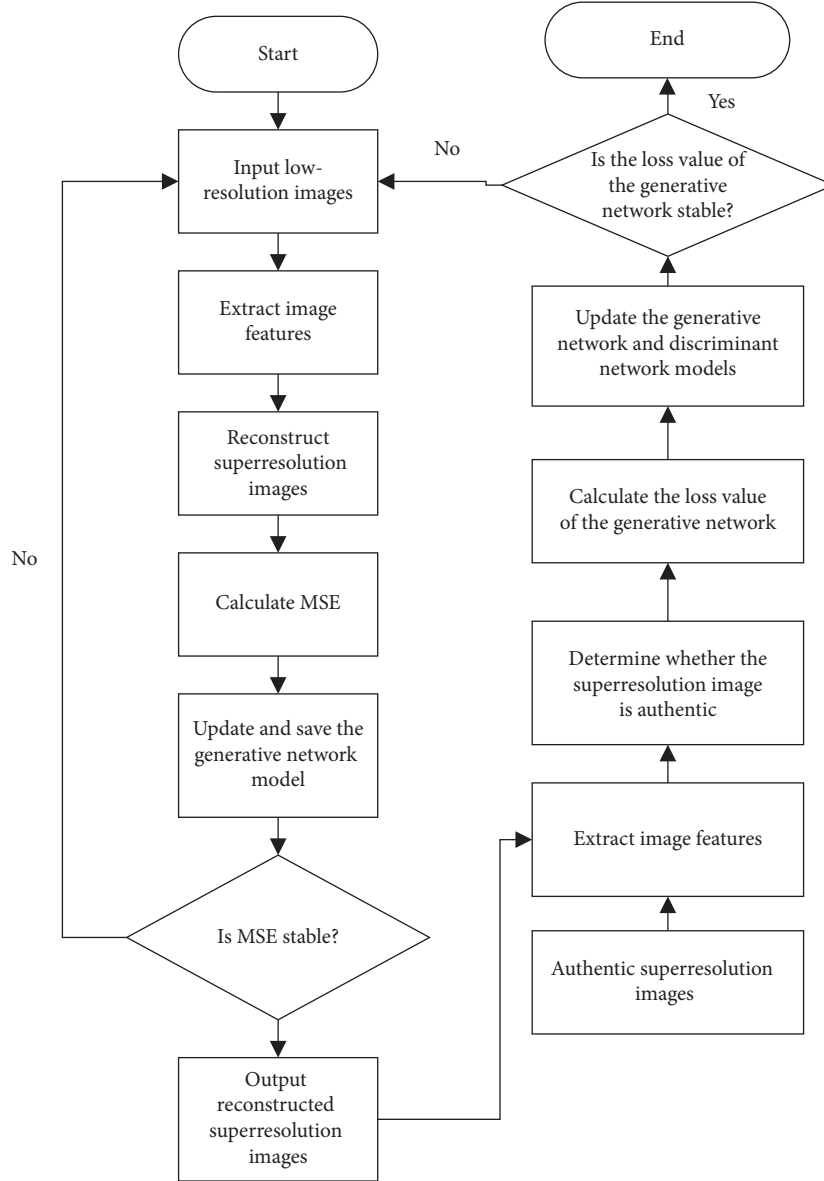 Start
Input low-
resolution images
Extract image
features
Reconstruct
superresolution
images
Calculate MSE
Update and save the
generative network
model
No
Is MSE stable?
Output
reconstructed
superresolution
images
End
Yes
No
Is the loss value of
the generative
network stable?
Update the generative
network and discriminant
network models
Calculate the loss value
of the generative network
Determine whether the
superresolution image
is authentic
Extract image features
Authentic superresolution
images